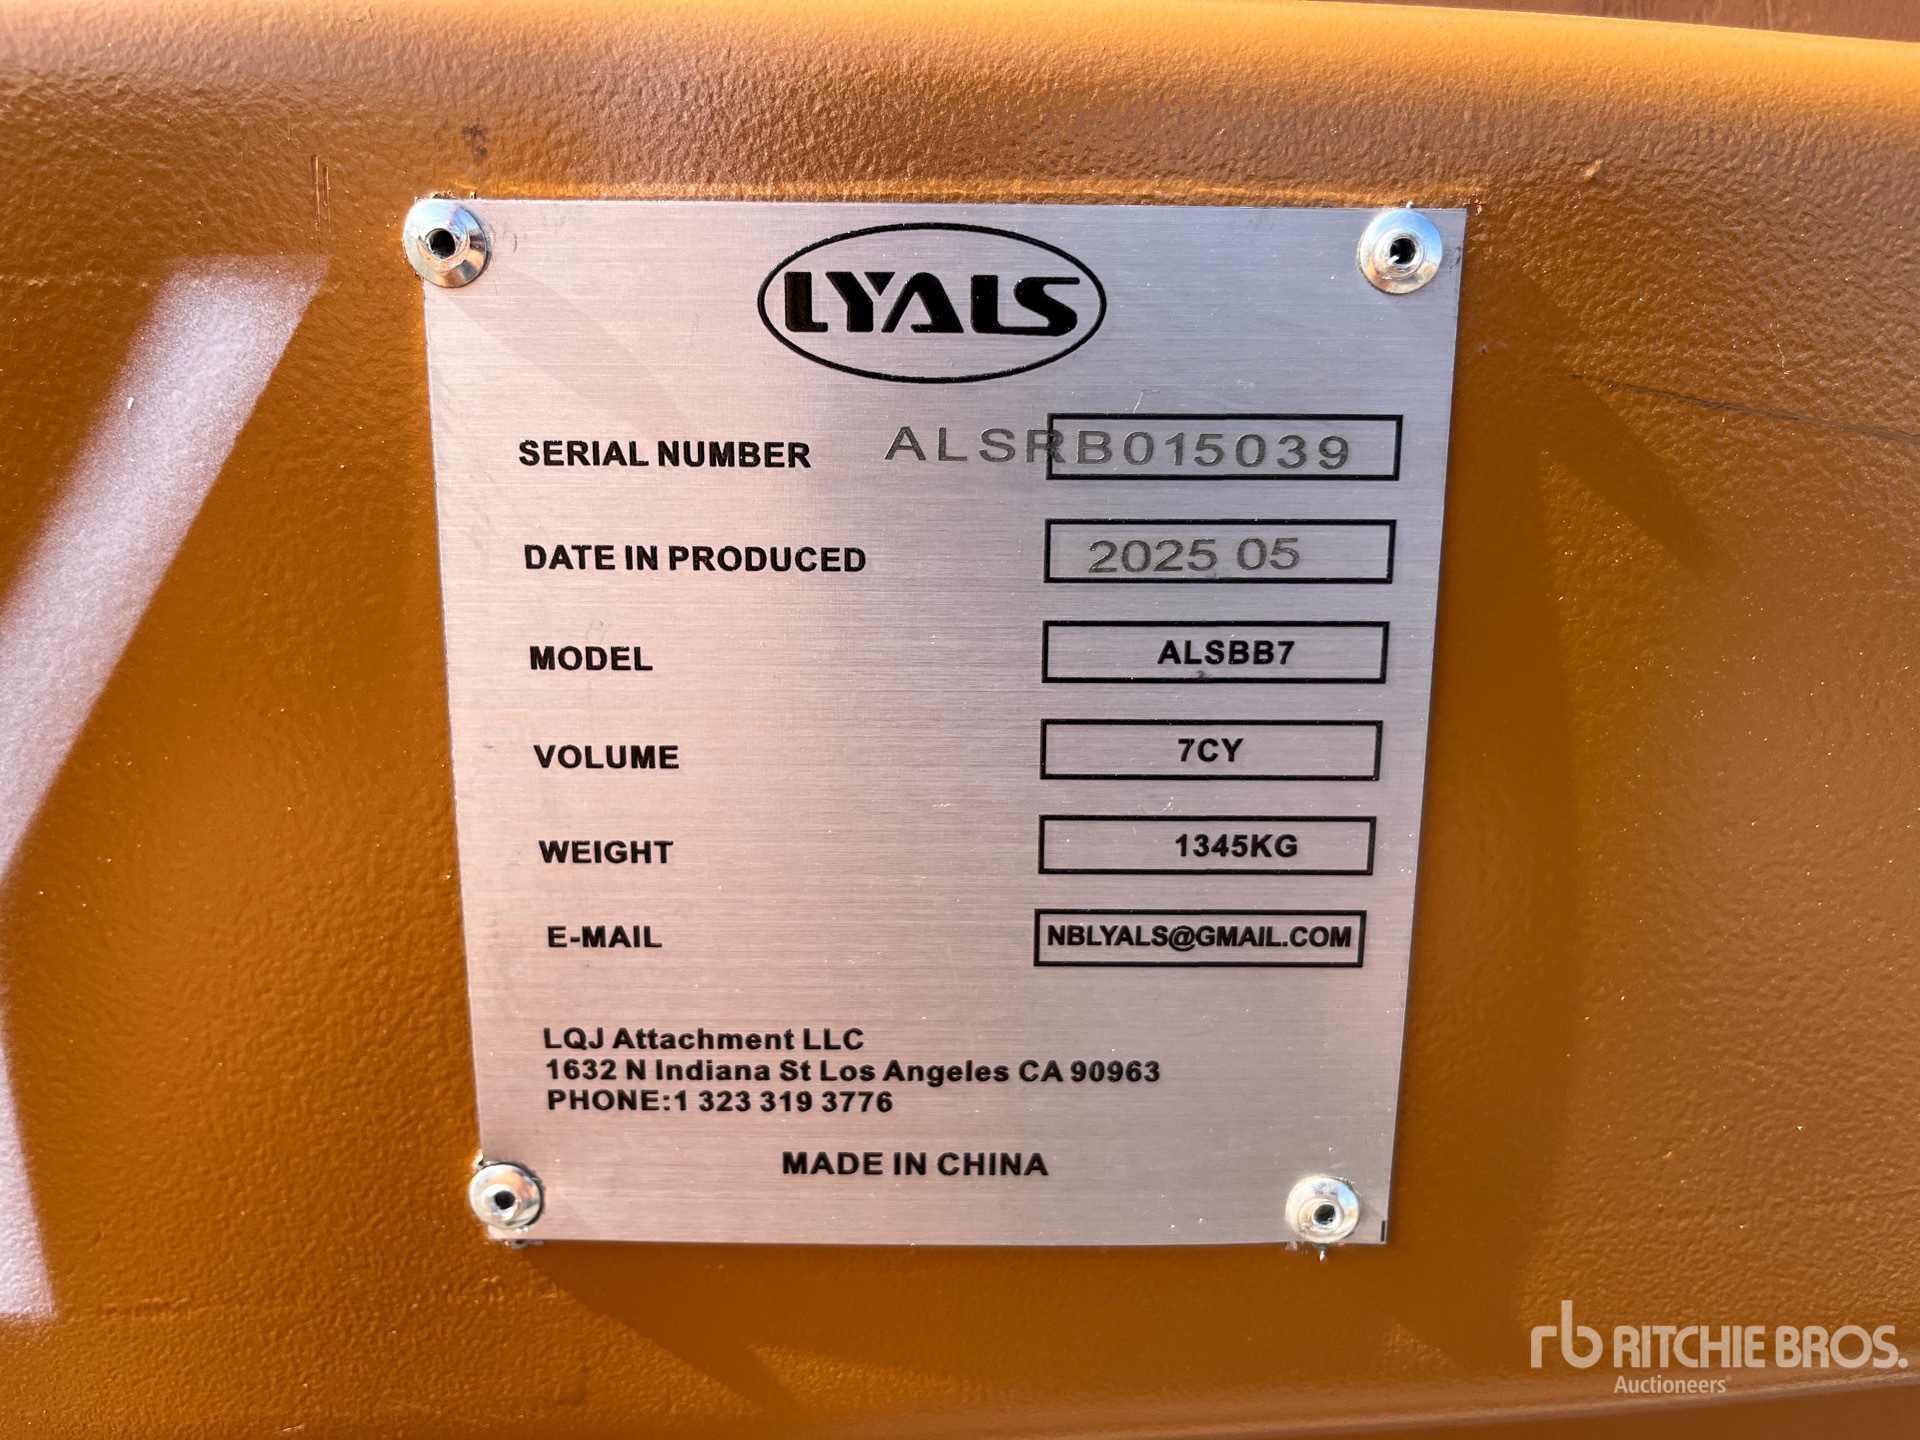 LYALS
SERIAL NUMBER ALSRB015039
DATE IN PRODUCED 2025 05
MODEL ALSBB7
VOLUME 7CY
WEIGHT 1345KG
E-MAIL NBLYALS@GMAIL.COM
LQJ Attachment LLC
1632 N Indiana St Los Angeles CA 90963
PHONE:1 323 319 3776
MADE IN CHINA
rb RITCHIE BROS.
Auctioneers